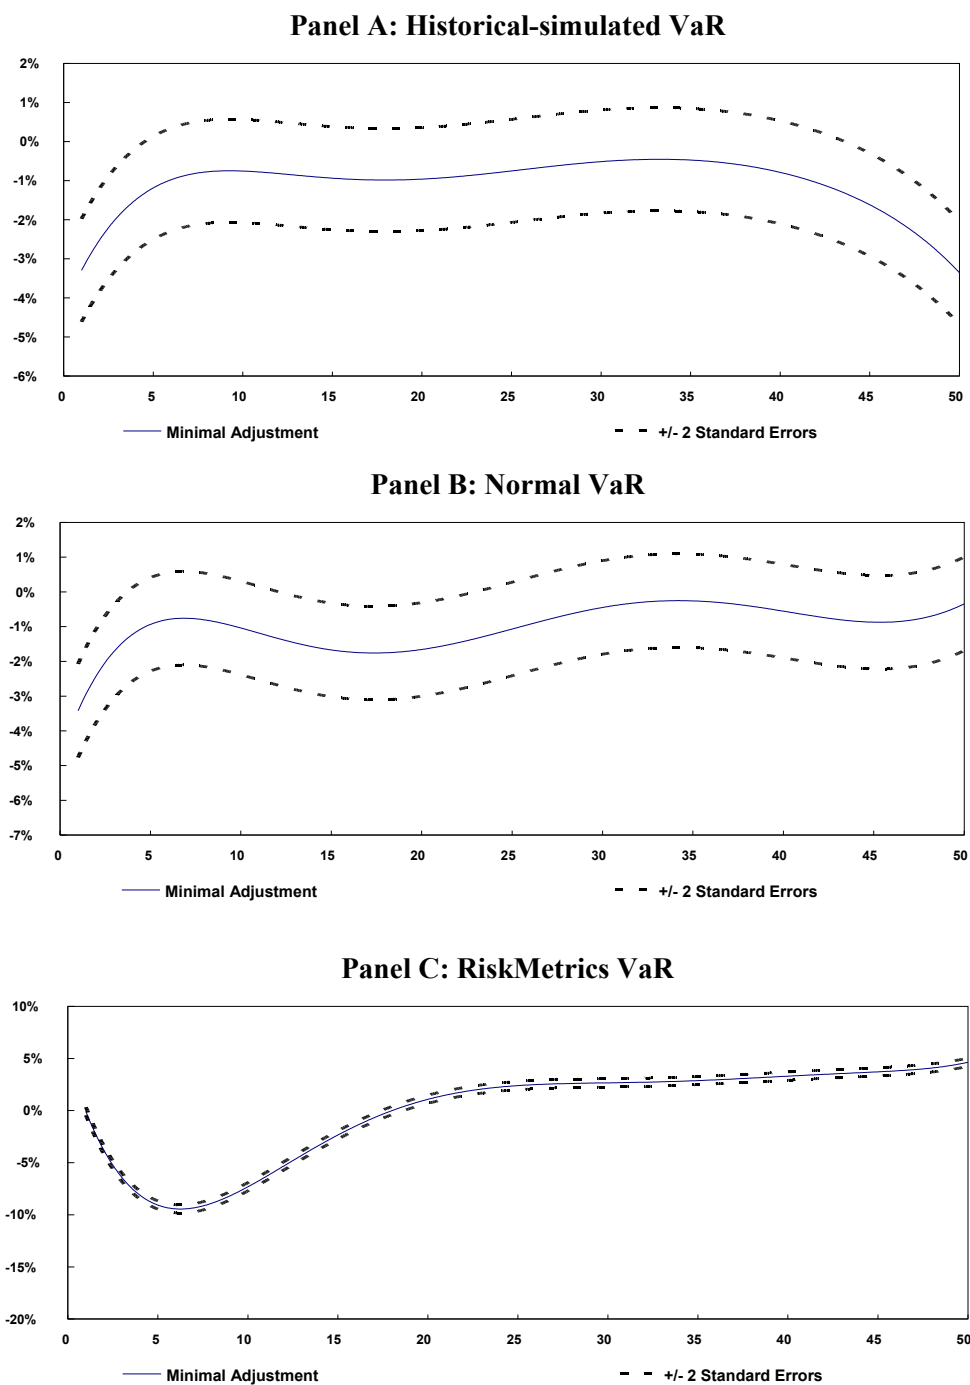 Panel A: Historical-simulated VaR
2%
1%
0%
-1%
-2%
-3%
-4%
-5%
-6%
0 5 10 15 20 25 30 35 40 45 50
Minimal Adjustment +/- 2 Standard Errors
Panel B: Normal VaR
2%
1%
0%
-1%
-2%
-3%
-4%
-5%
-6%
-7%
0 5 10 15 20 25 30 35 40 45 50
Minimal Adjustment +/- 2 Standard Errors
Panel C: RiskMetrics VaR
10%
5%
0%
-5%
-10%
-15%
-20%
0 5 10 15 20 25 30 35 40 45 50
Minimal Adjustment +/- 2 Standard Errors